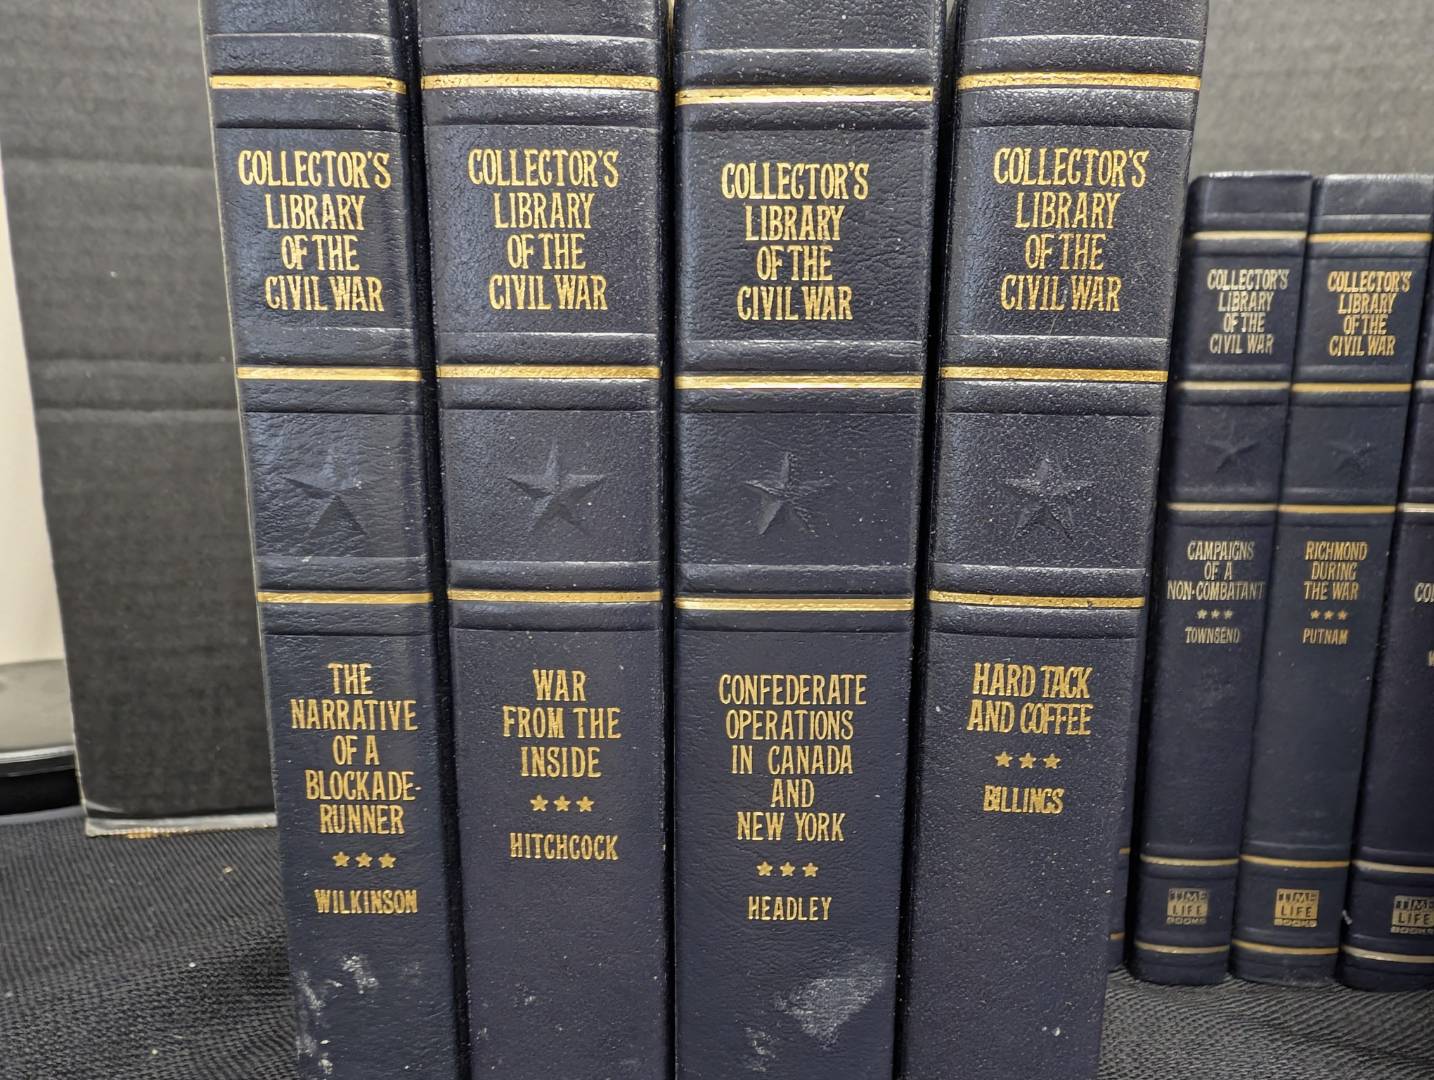 COLLECTOR'S
LIBRARY
OF THE
CIVIL WAR
THE
NARRATIVE
OF A
BLOCKADE-
RUNNER
WILKINSON
COLLECTOR'S
LIBRARY
OF THE
CIVIL WAR
WAR
FROM THE
INSIDE
HITCHCOCK
COLLECTOR'S
LIBRARY
OF THE
CIVIL WAR
CONFEDERATE
OPERATIONS
IN CANADA
AND
NEW YORK
HEADLEY
COLLECTOR'S
LIBRARY
OF THE
CIVIL WAR
HARD TACK
AND COFFEE
BILLINGS
COLLECTOR'S
LIBRARY
OF THE
CIVIL WAR
CAMPAIGNS
OF A
NON-COMBATANT
TOWNSEND
TIME
LIFE
BOOKS
COLLECTOR'S
LIBRARY
OF THE
CIVIL WAR
RICHMOND
DURING
THE WAR
PUTNAM
TIME
LIFE
BOOKS
TIME
LIFE
BOOKS